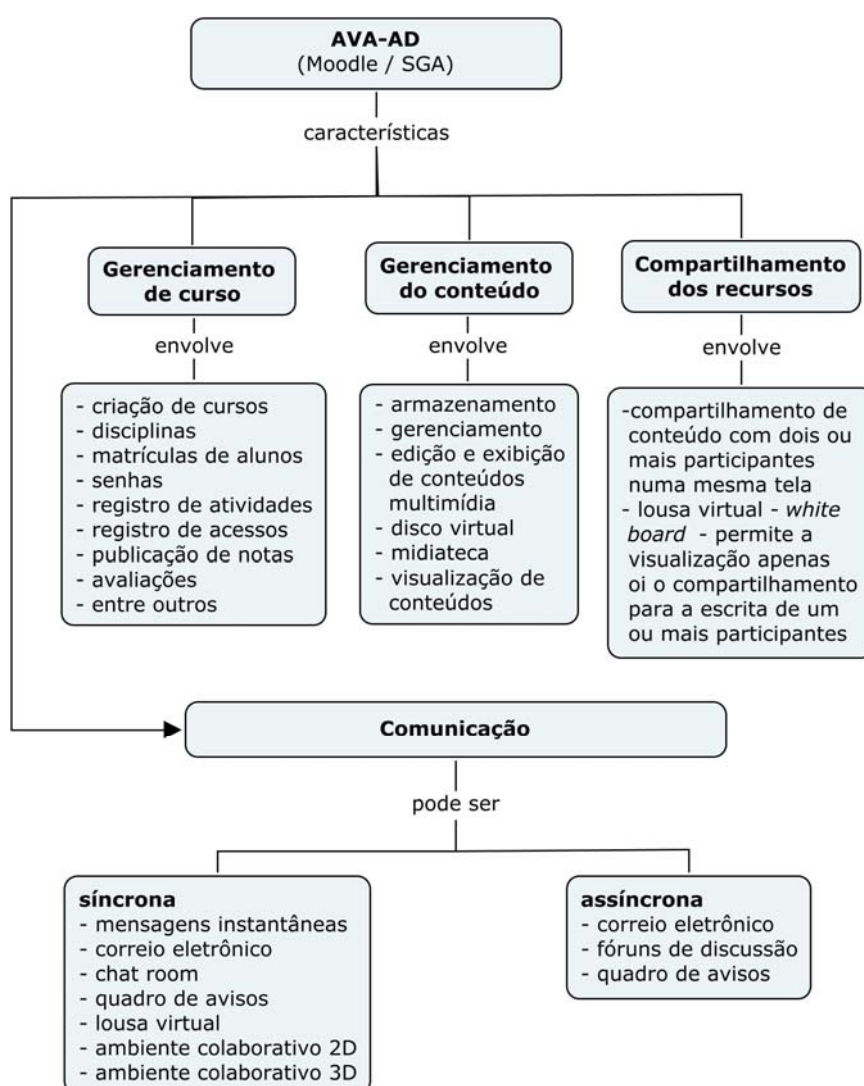 AVA-AD
(Moodle / SGA)
características
Gerenciamento
de curso
envolve
- criação de cursos
- disciplinas
- matrículas de alunos
- senhas
- registro de atividades
- registro de acessos
- publicação de notas
- avaliações
- entre outros
Gerenciamento
do conteúdo
envolve
- armazenamento
- gerenciamento
- edição e exibição
de conteúdos
multimídia
- disco virtual
- midiateca
- visualização de
conteúdos
Compartilhamento
dos recursos
envolve
-compartilhamento de
conteúdo com dois ou
mais participantes
numa mesma tela
- lousa virtual - white
board - permite a
visualização apenas
oi o compartilhamento
para a escrita de um
ou mais participantes
Comunicação
pode ser
síncrona
- mensagens instantâneas
- correio eletrônico
- chat room
- quadro de avisos
- lousa virtual
- ambiente colaborativo 2D
- ambiente colaborativo 3D
assíncrona
- correio eletrônico
- fóruns de discussão
- quadro de avisos